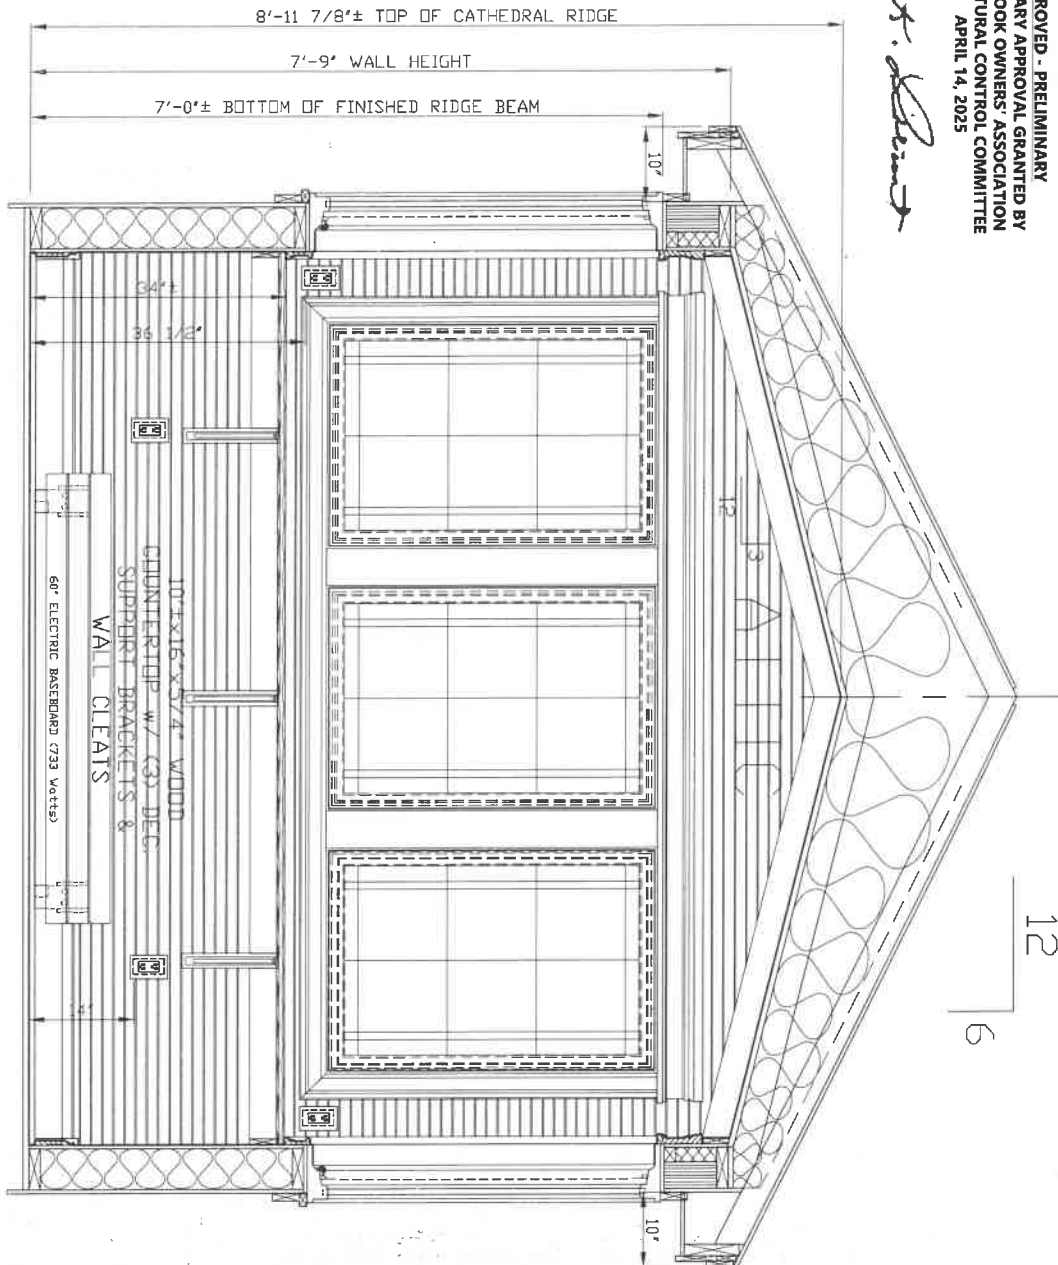 ROVED - PRELIMINARY
ARY APPROVAL GRANTED BY
OOK OWNERS' ASSOCIATION
TURAL CONTROL COMMITTEE
APRIL 14, 2025
8'-11 7/8"± TOP OF CATHEDRAL RIDGE
7'-9" WALL HEIGHT
7'-0"± BOTTOM OF FINISHED RIDGE BEAM
10"
34"±
36 1/2"
12
3
12
6
10'±x16"x5/4" WOOD
COUNTERTOP w/ (3) DEC.
SUPPORT BRACKETS &
WALL CLEATS
60" ELECTRIC BASEBOARD (733 Watts)
14"
10"